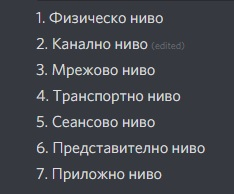 1. Физическо ниво
2. Канално ниво (edited)
3. Мрежово ниво
4. Транспортно ниво
5. Сеансово ниво
6. Представително ниво
7. Приложно ниво